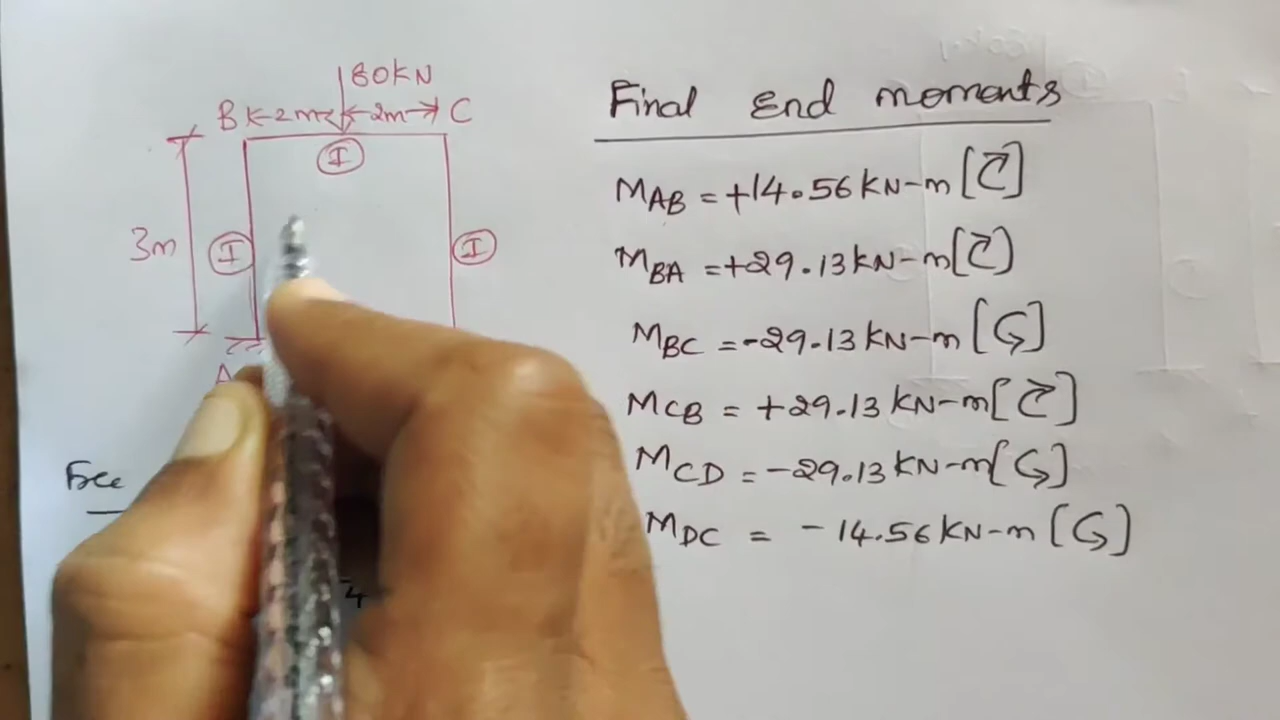 80KN
B 2m 2m C
I
3m I I
A
Final End moments
MAB = +14.56 KN-m [↻]
MBA = +29.13 KN-m [↻]
MBC = -29.13 KN-m [↺]
MCB = +29.13 KN-m [↻]
MCD = -29.13 KN-m [↺]
MDC = -14.56 KN-m [↺]
4